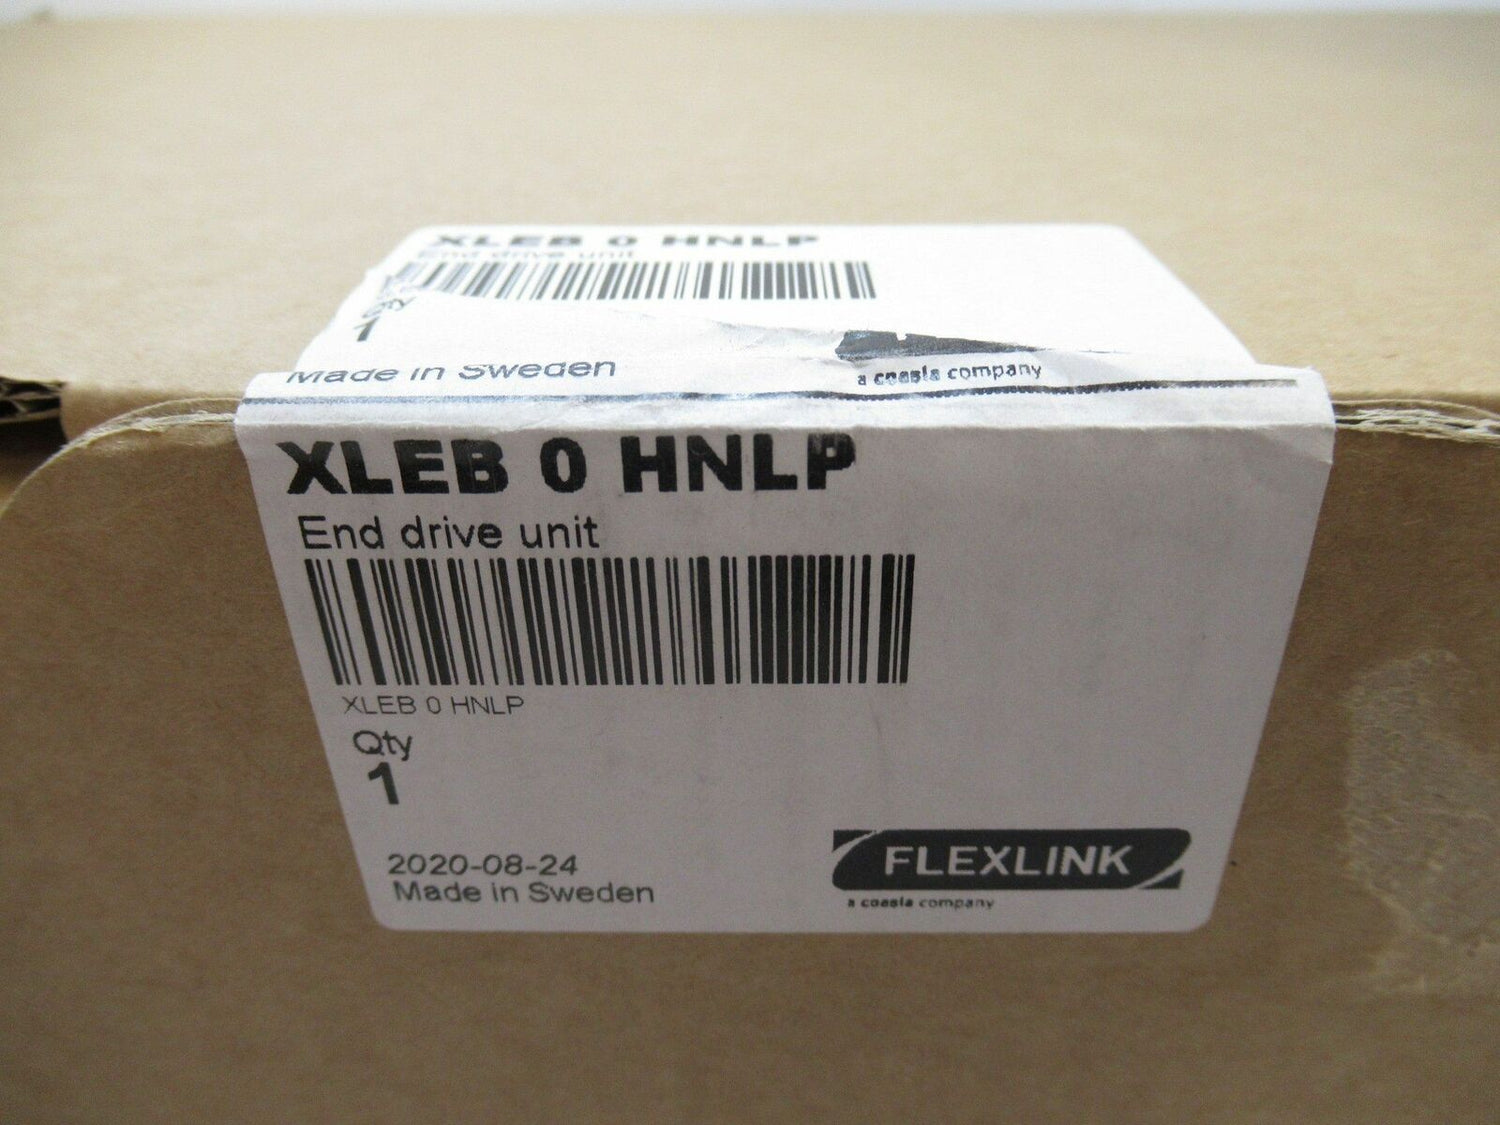 XLEB 0 HNLP
End drive unit
Qty
1
Made in Sweden
a coesia company
XLEB 0 HNLP
End drive unit
XLEB 0 HNLP
Qty
1
2020-08-24
Made in Sweden
FLEXLINK
a coesia company